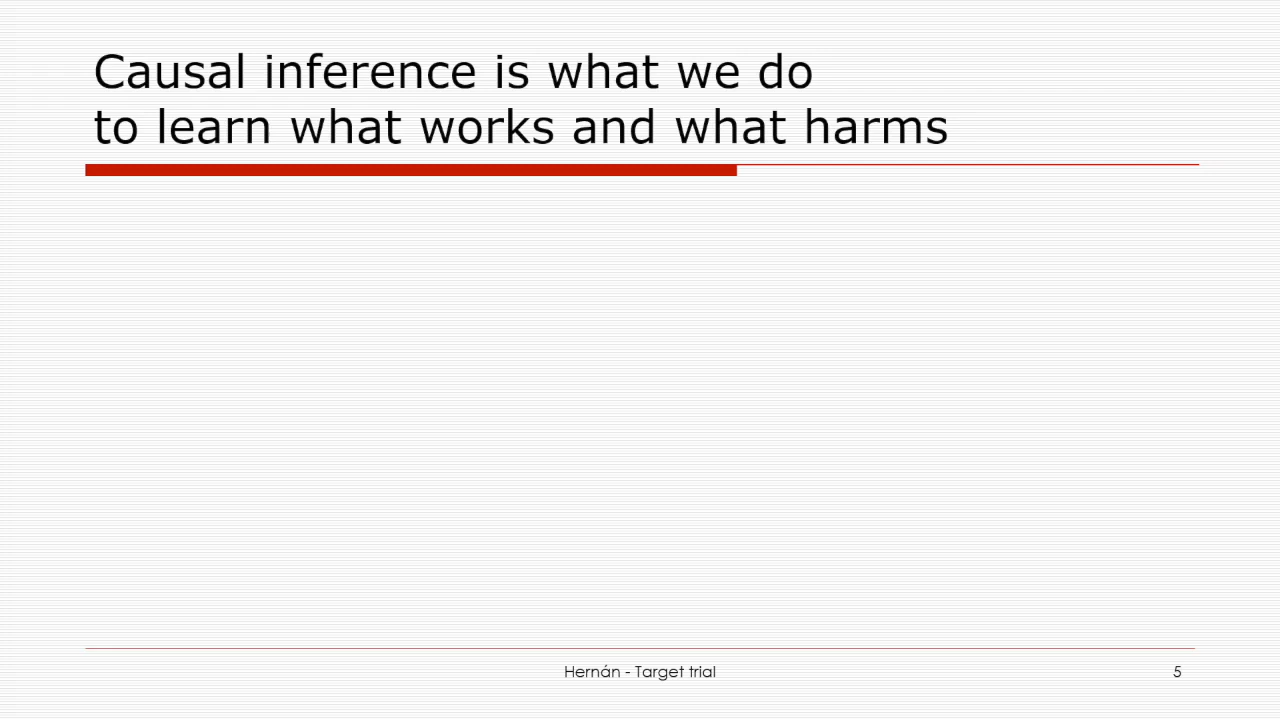 Causal inference is what we do
to learn what works and what harms
Hernán - Target trial
5